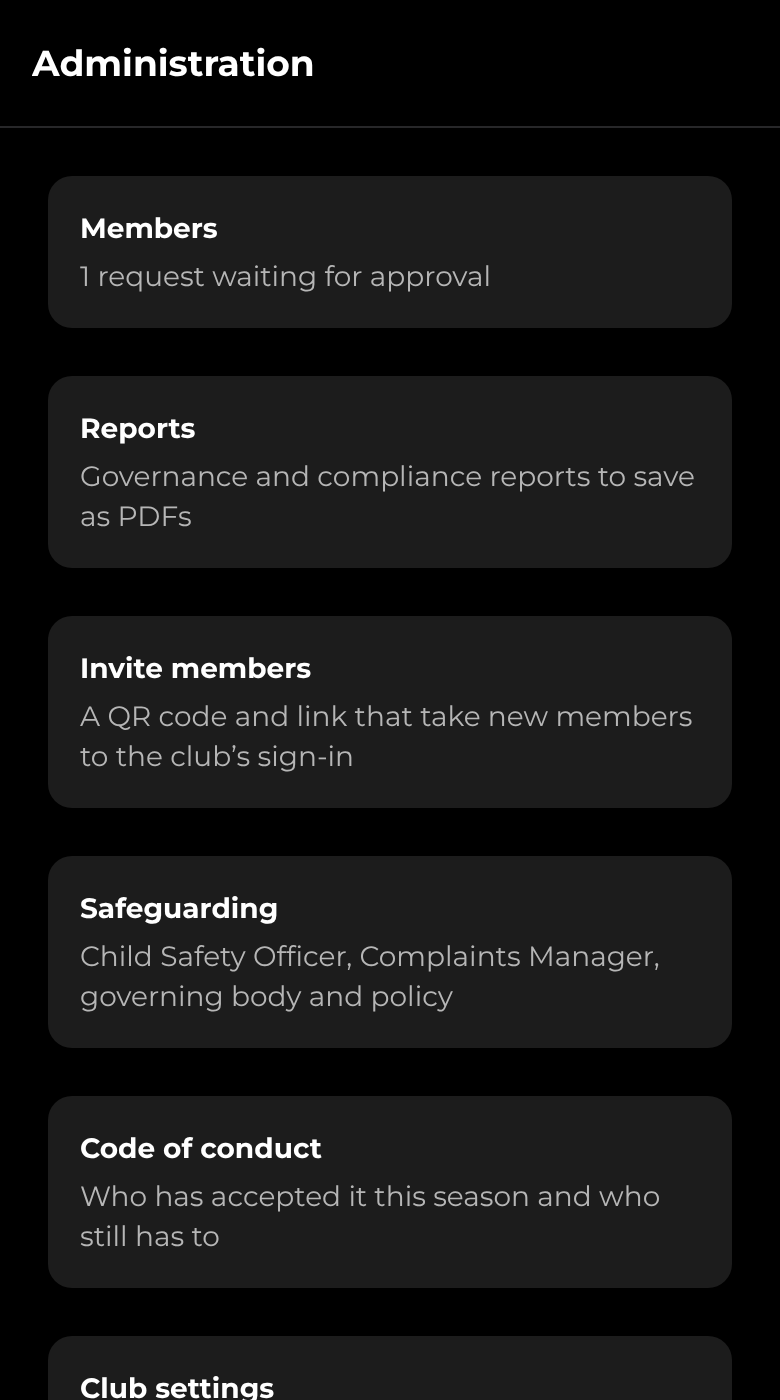 Administration
Members
1 request waiting for approval
Reports
Governance and compliance reports to save
as PDFs
Invite members
A QR code and link that take new members
to the club’s sign-in
Safeguarding
Child Safety Officer, Complaints Manager,
governing body and policy
Code of conduct
Who has accepted it this season and who
still has to
Club settings